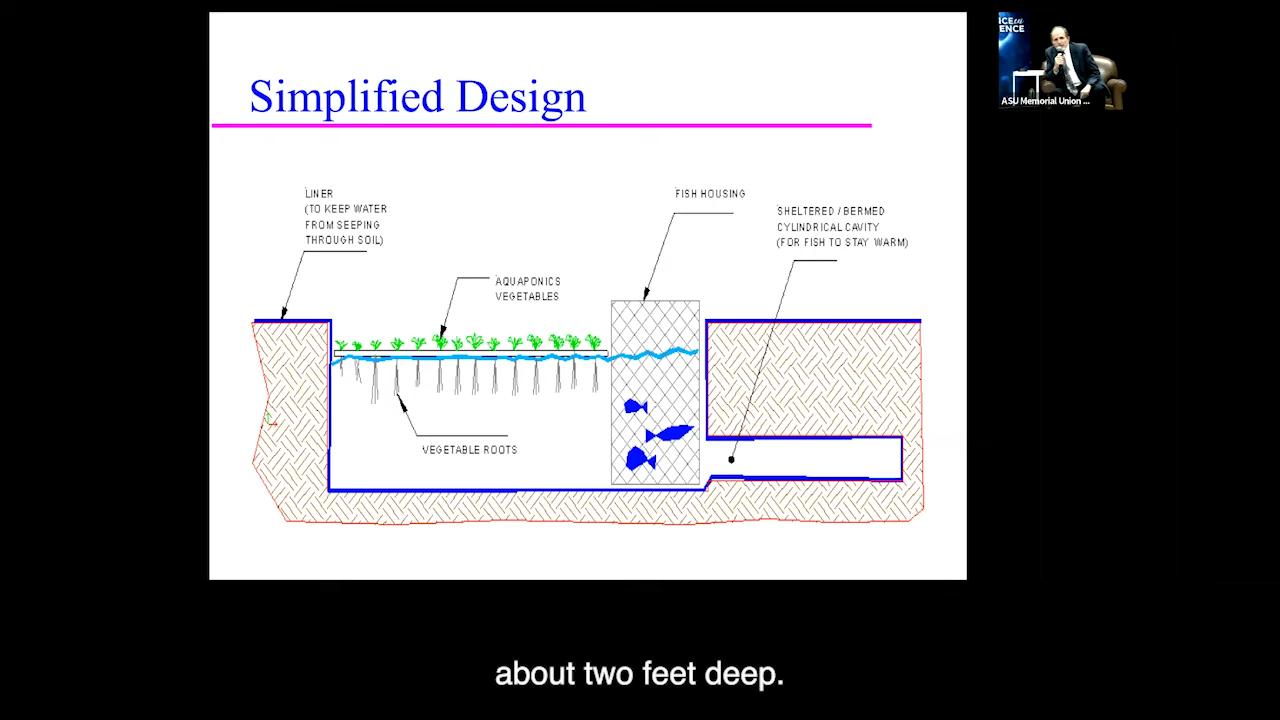 Simplified Design
LINER
(TO KEEP WATER
FROM SEEPING
THROUGH SOIL)
FISH HOUSING
SHELTERED / BERMED
CYLINDRICAL CAVITY
(FOR FISH TO STAY WARM)
AQUAPONICS
VEGETABLES
VEGETABLE ROOTS
ASU Memorial Union ...
about two feet deep.